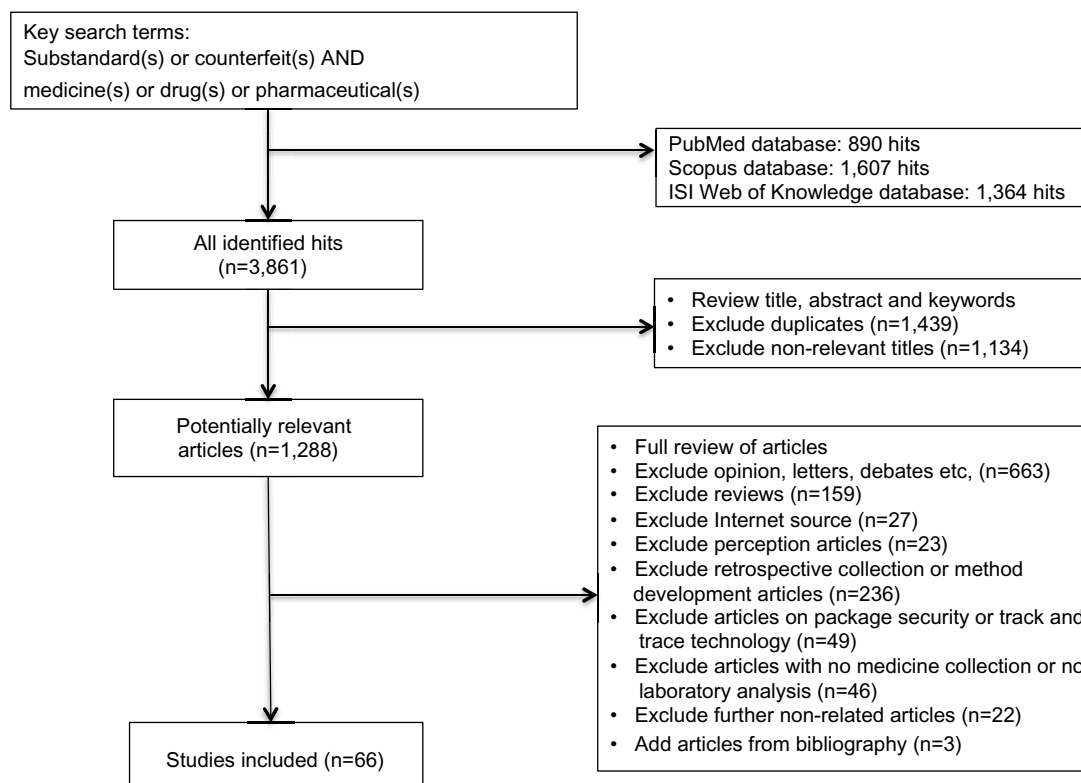 Key search terms:
Substandard(s) or counterfeit(s) AND
medicine(s) or drug(s) or pharmaceutical(s)
PubMed database: 890 hits
Scopus database: 1,607 hits
ISI Web of Knowledge database: 1,364 hits
All identified hits
(n=3,861)
• Review title, abstract and keywords
• Exclude duplicates (n=1,439)
• Exclude non-relevant titles (n=1,134)
Potentially relevant
articles (n=1,288)
• Full review of articles
• Exclude opinion, letters, debates etc, (n=663)
• Exclude reviews (n=159)
• Exclude Internet source (n=27)
• Exclude perception articles (n=23)
• Exclude retrospective collection or method
development articles (n=236)
• Exclude articles on package security or track and
trace technology (n=49)
• Exclude articles with no medicine collection or no
laboratory analysis (n=46)
• Exclude further non-related articles (n=22)
• Add articles from bibliography (n=3)
Studies included (n=66)